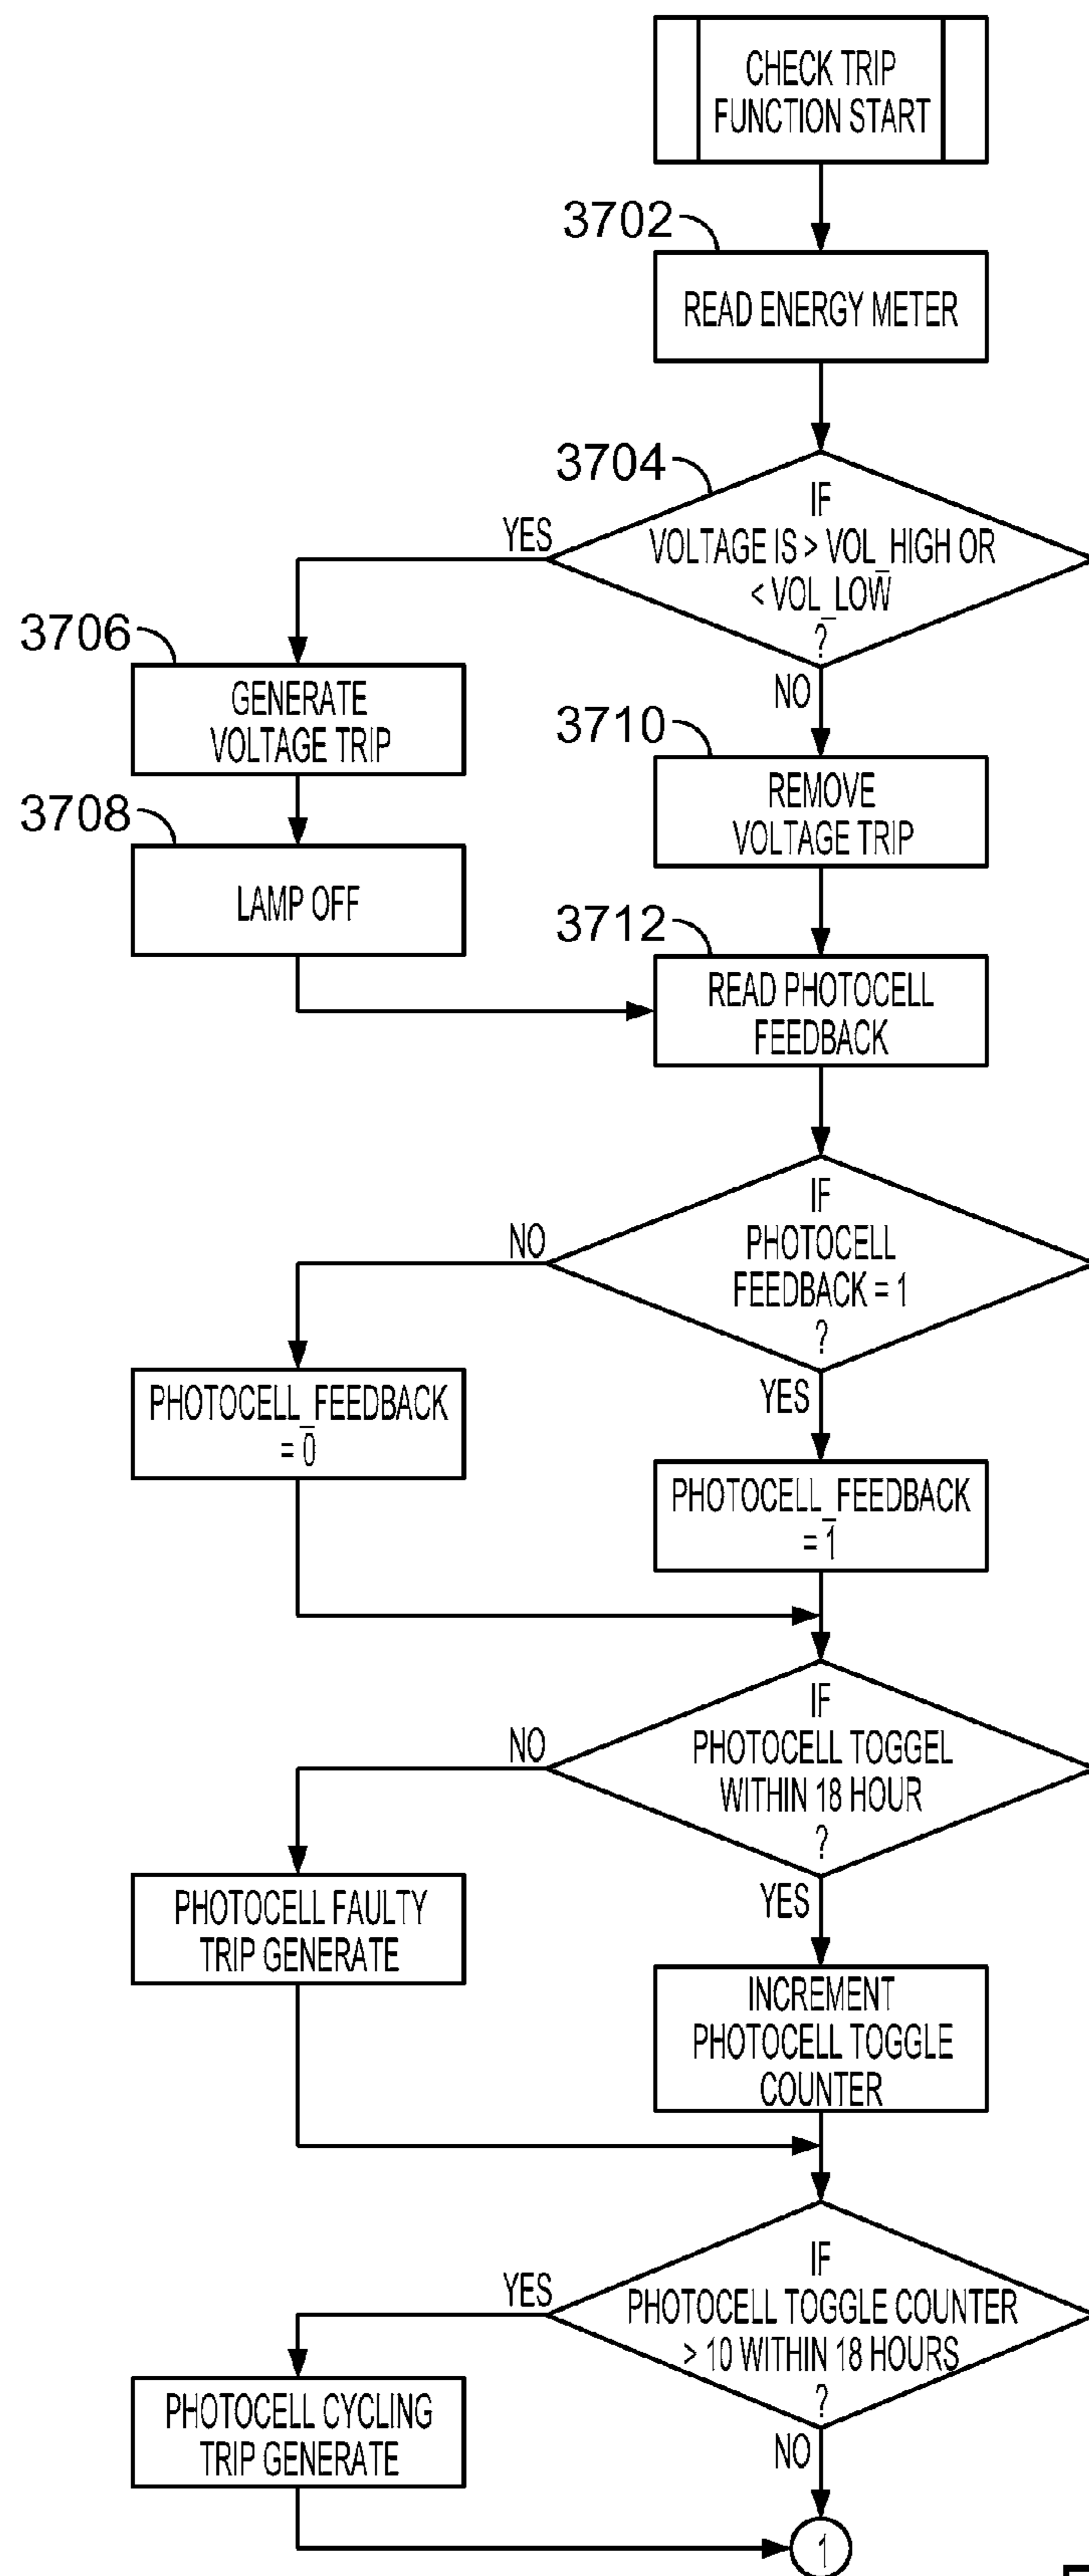 CHECK TRIP
FUNCTION START
3702
READ ENERGY METER
3704
IF
VOLTAGE IS > VOL_HIGH OR
< VOL_LOW
?
YES
NO
3706
GENERATE
VOLTAGE TRIP
3710
REMOVE
VOLTAGE TRIP
3708
LAMP OFF
3712
READ PHOTOCELL
FEEDBACK
IF
PHOTOCELL
FEEDBACK = 1
?
NO
YES
PHOTOCELL_FEEDBACK
= 0
PHOTOCELL_FEEDBACK
= 1
IF
PHOTOCELL TOGGEL
WITHIN 18 HOUR
?
NO
YES
PHOTOCELL FAULTY
TRIP GENERATE
INCREMENT
PHOTOCELL TOGGLE
COUNTER
IF
PHOTOCELL TOGGLE COUNTER
> 10 WITHIN 18 HOURS
?
YES
NO
PHOTOCELL CYCLING
TRIP GENERATE
1